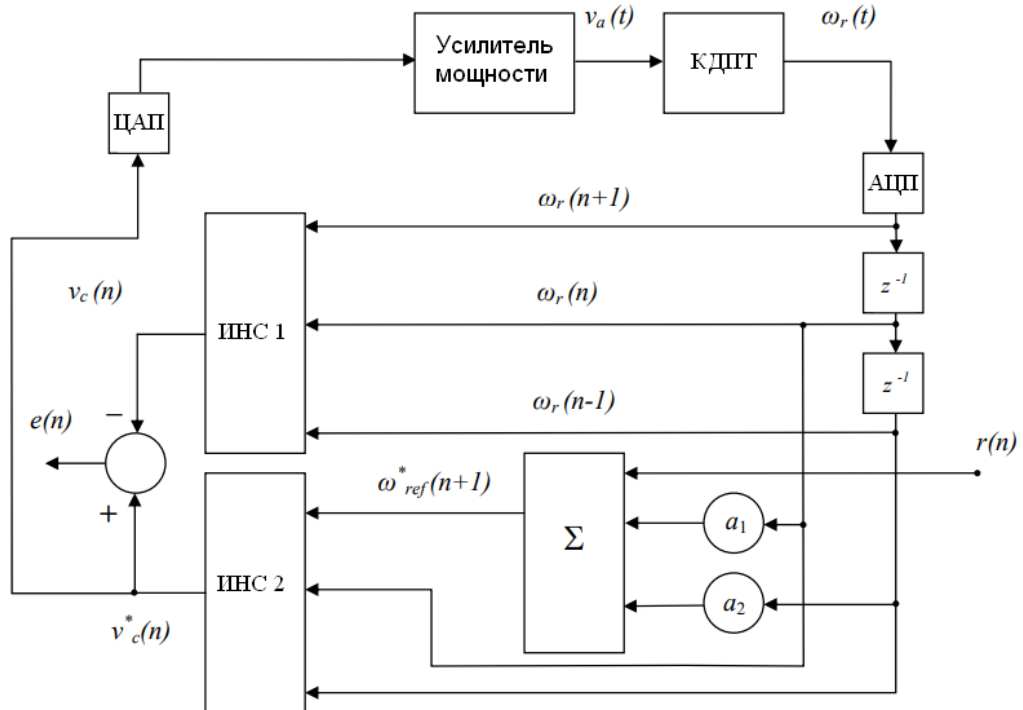 v_a(t)
ω_r(t)
Усилитель
мощности
КДПТ
ЦАП
АЦП
ω_r(n+1)
z^-1
v_c(n)
ω_r(n)
ИНС 1
z^-1
−
ω_r(n-1)
e(n)
r(n)
ω^*_ref(n+1)
+
a_1
Σ
ИНС 2
a_2
v^*_c(n)